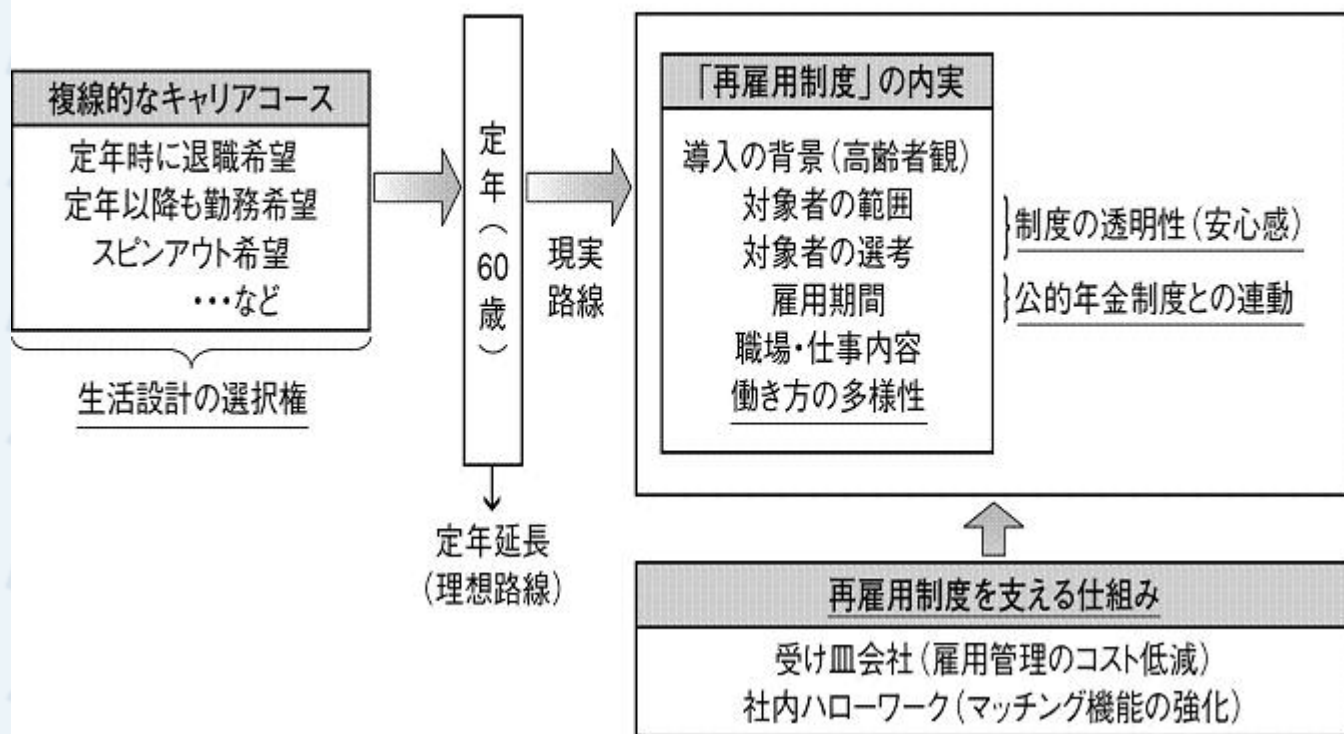 複線的なキャリアコース
定年時に退職希望
定年以降も勤務希望
スピンアウト希望
・・・など
生活設計の選択権
定年（60歳）
定年延長
（理想路線）
現実
路線
「再雇用制度」の内実
導入の背景（高齢者観）
対象者の範囲
対象者の選考
雇用期間
職場・仕事内容
働き方の多様性
制度の透明性（安心感）
公的年金制度との連動
再雇用制度を支える仕組み
受け皿会社（雇用管理のコスト低減）
社内ハローワーク（マッチング機能の強化）